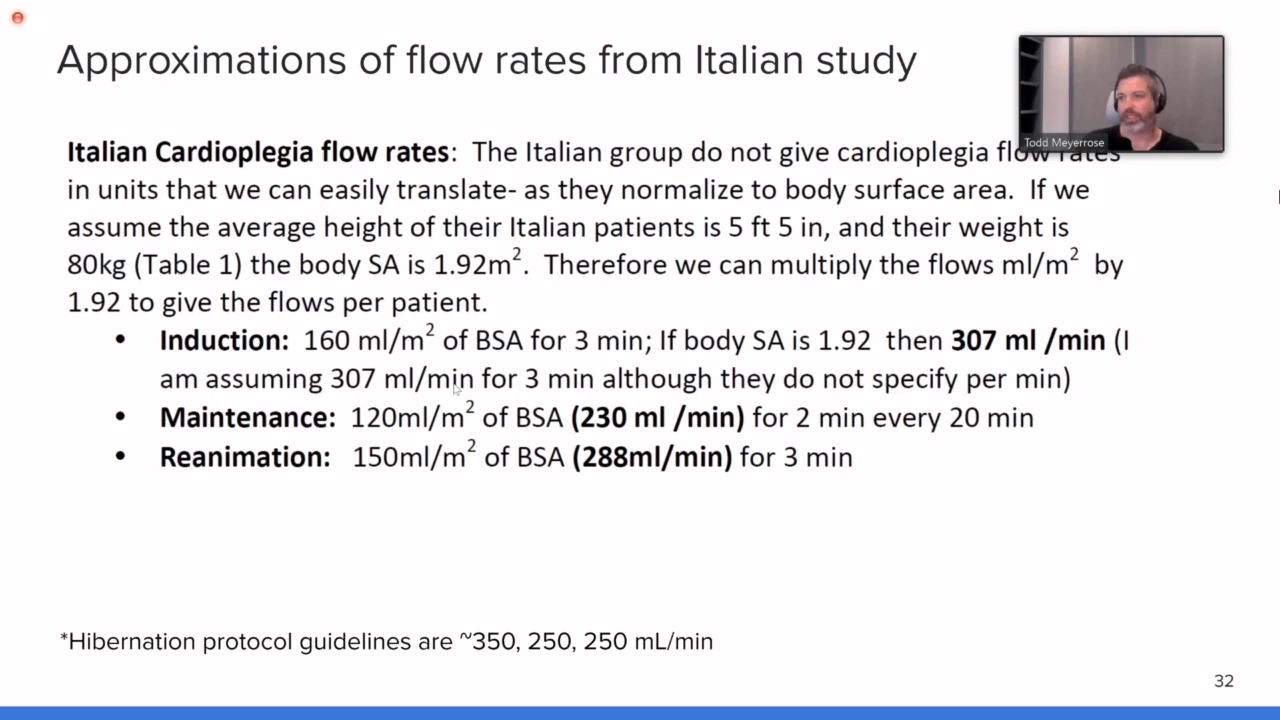 Approximations of flow rates from Italian study
Todd Meyerrose
Italian Cardioplegia flow rates:  The Italian group do not give cardioplegia flow rates
in units that we can easily translate- as they normalize to body surface area.  If we
assume the average height of their Italian patients is 5 ft 5 in, and their weight is
80kg (Table 1) the body SA is 1.92m².  Therefore we can multiply the flows ml/m²  by
1.92 to give the flows per patient.
• Induction:  160 ml/m² of BSA for 3 min; If body SA is 1.92  then 307 ml /min (I
am assuming 307 ml/min for 3 min although they do not specify per min)
• Maintenance:  120ml/m² of BSA (230 ml /min) for 2 min every 20 min
• Reanimation:   150ml/m² of BSA (288ml/min) for 3 min
*Hibernation protocol guidelines are ~350, 250, 250 mL/min
32